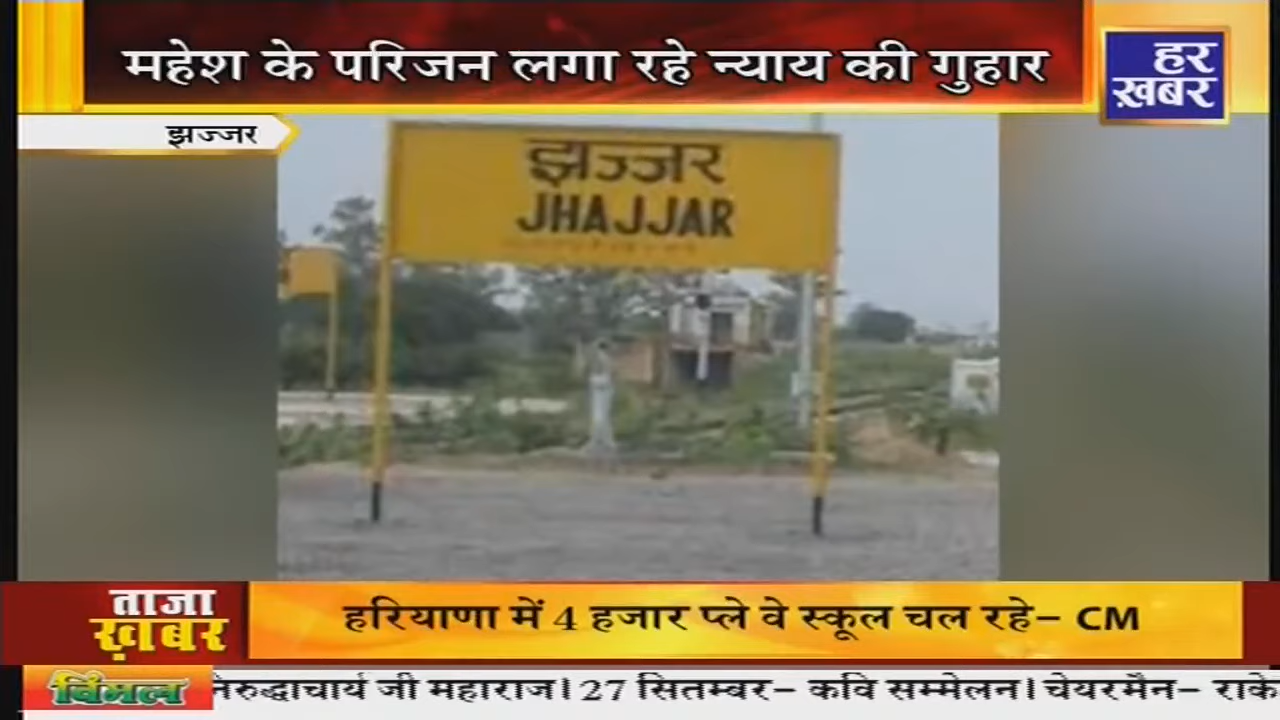 महेश के परिजन लगा रहे न्याय की गुहार
हर
ख़बर
झज्जर
झज्जर
JHAJJAR
ताजा
ख़बर
हरियाणा में 4 हजार प्ले वे स्कूल चल रहे– CM
विमल
निरुद्धाचार्य जी महाराज। 27 सितम्बर– कवि सम्मेलन। चेयरमैन– राके